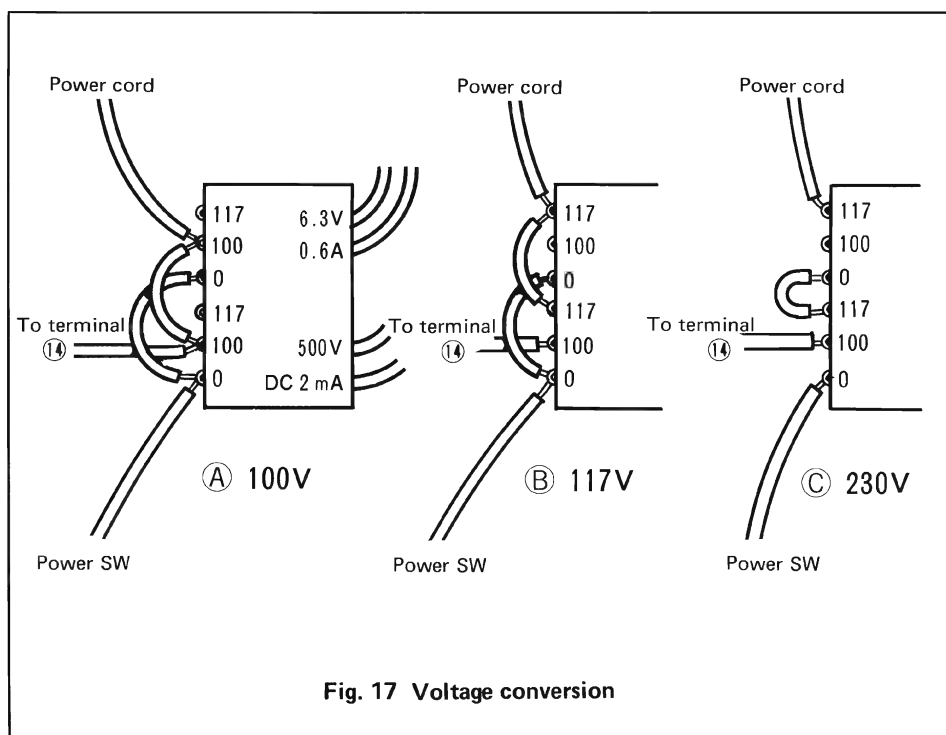 Power cord
117
100
0
117
100
0
6.3V
0.6A
500V
DC 2 mA
To terminal
⑭
Power SW
Ⓐ 100V
Power cord
117
100
0
117
100
0
To terminal
⑭
Power SW
Ⓑ 117V
Power cord
117
100
0
117
100
0
To terminal
⑭
Power SW
Ⓒ 230V
Fig. 17 Voltage conversion